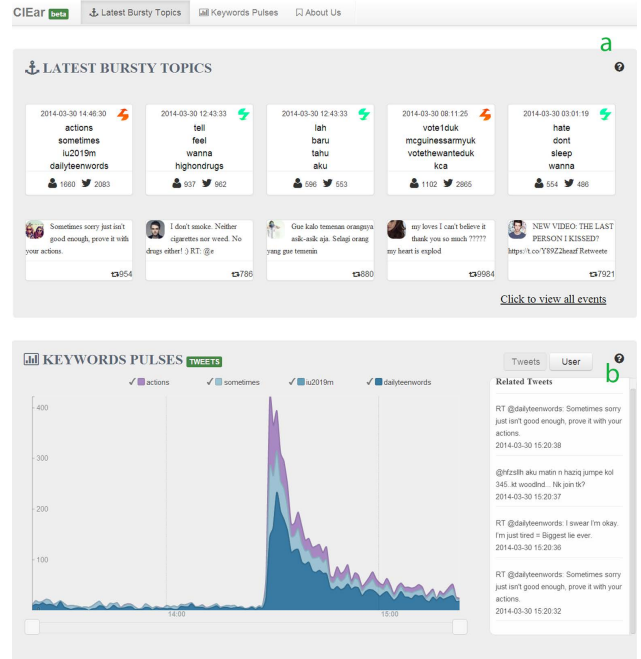 CIEar beta Latest Bursty Topics Keywords Pulses About Us
a
LATEST BURSTY TOPICS
2014-03-30 14:46:30
actions
sometimes
iu2019m
dailyteenwords
1660 2083
2014-03-30 12:43:33
tell
feel
wanna
highondrugs
937 962
2014-03-30 12:43:33
lah
baru
tahu
aku
596 553
2014-03-30 08:11:25
vote1duk
mcguinessarmyuk
votethewanteduk
kca
1102 2865
2014-03-30 03:01:19
hate
dont
sleep
wanna
554 486
Sometimes sorry just isn't
good enough, prove it with
your actions.
954
I don't smoke. Neither
cigarettes nor weed. No
drugs either! :) RT: @e
786
Gue kalo temenan orangnya
asik-asik aja. Selagi orang
yang gue temenin
880
my loves I can't believe it
thank you so much ?????
my heart is explod
9984
NEW VIDEO: THE LAST
PERSON I KISSED?
https://t.co/Y89Z2heazf Retweete
7921
Click to view all events
KEYWORDS PULSES TWEETS
Tweets User
b
actions sometimes iu2019m dailyteenwords
400
300
200
100
14:00 15:00
Related Tweets
RT @dailyteenwords: Sometimes sorry
just isn't good enough, prove it with your
actions.
2014-03-30 15:20:38
@hfzsllh aku matin n haziq jumpe kol
345..kt woodlnd... Nk join tk?
2014-03-30 15:20:37
RT @dailyteenwords: I swear I'm okay.
I'm just tired = Biggest lie ever.
2014-03-30 15:20:36
RT @dailyteenwords: Sometimes sorry
just isn't good enough, prove it with your
actions.
2014-03-30 15:20:32